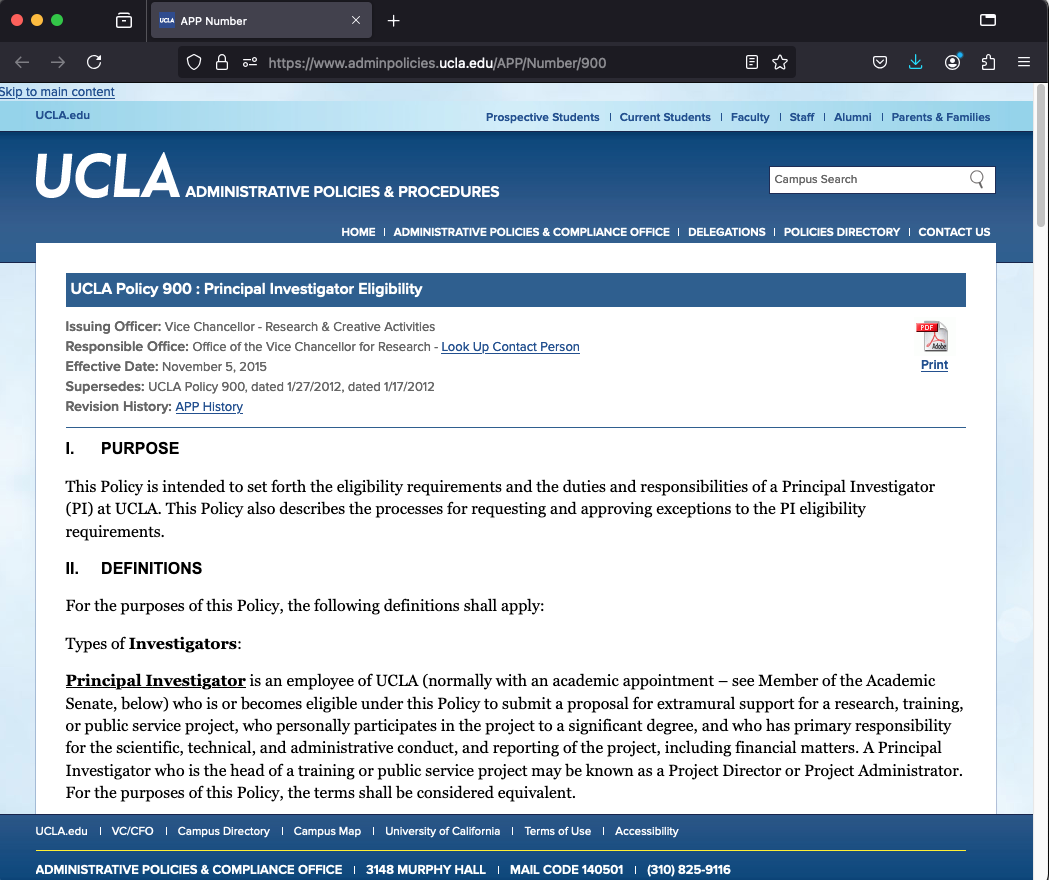 UCLA APP Number
https://www.adminpolicies.ucla.edu/APP/Number/900
Skip to main content
UCLA.edu
Prospective Students | Current Students | Faculty | Staff | Alumni | Parents & Families
UCLA ADMINISTRATIVE POLICIES & PROCEDURES
Campus Search
HOME | ADMINISTRATIVE POLICIES & COMPLIANCE OFFICE | DELEGATIONS | POLICIES DIRECTORY | CONTACT US
UCLA Policy 900 : Principal Investigator Eligibility
Issuing Officer: Vice Chancellor - Research & Creative Activities
Responsible Office: Office of the Vice Chancellor for Research - Look Up Contact Person
Effective Date: November 5, 2015
Supersedes: UCLA Policy 900, dated 1/27/2012, dated 1/17/2012
Revision History: APP History
PDF
Adobe
Print
I. PURPOSE
This Policy is intended to set forth the eligibility requirements and the duties and responsibilities of a Principal Investigator
(PI) at UCLA. This Policy also describes the processes for requesting and approving exceptions to the PI eligibility
requirements.
II. DEFINITIONS
For the purposes of this Policy, the following definitions shall apply:
Types of Investigators:
Principal Investigator is an employee of UCLA (normally with an academic appointment – see Member of the Academic
Senate, below) who is or becomes eligible under this Policy to submit a proposal for extramural support for a research, training,
or public service project, who personally participates in the project to a significant degree, and who has primary responsibility
for the scientific, technical, and administrative conduct, and reporting of the project, including financial matters. A Principal
Investigator who is the head of a training or public service project may be known as a Project Director or Project Administrator.
For the purposes of this Policy, the terms shall be considered equivalent.
UCLA.edu | VC/CFO | Campus Directory | Campus Map | University of California | Terms of Use | Accessibility
ADMINISTRATIVE POLICIES & COMPLIANCE OFFICE | 3148 MURPHY HALL | MAIL CODE 140501 | (310) 825-9116